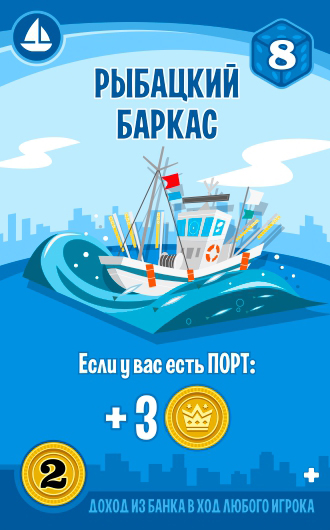 8
РЫБАЦКИЙ
БАРКАС
Если у вас есть ПОРТ:
+ 3
2
+
ДОХОД ИЗ БАНКА В ХОД ЛЮБОГО ИГРОКА